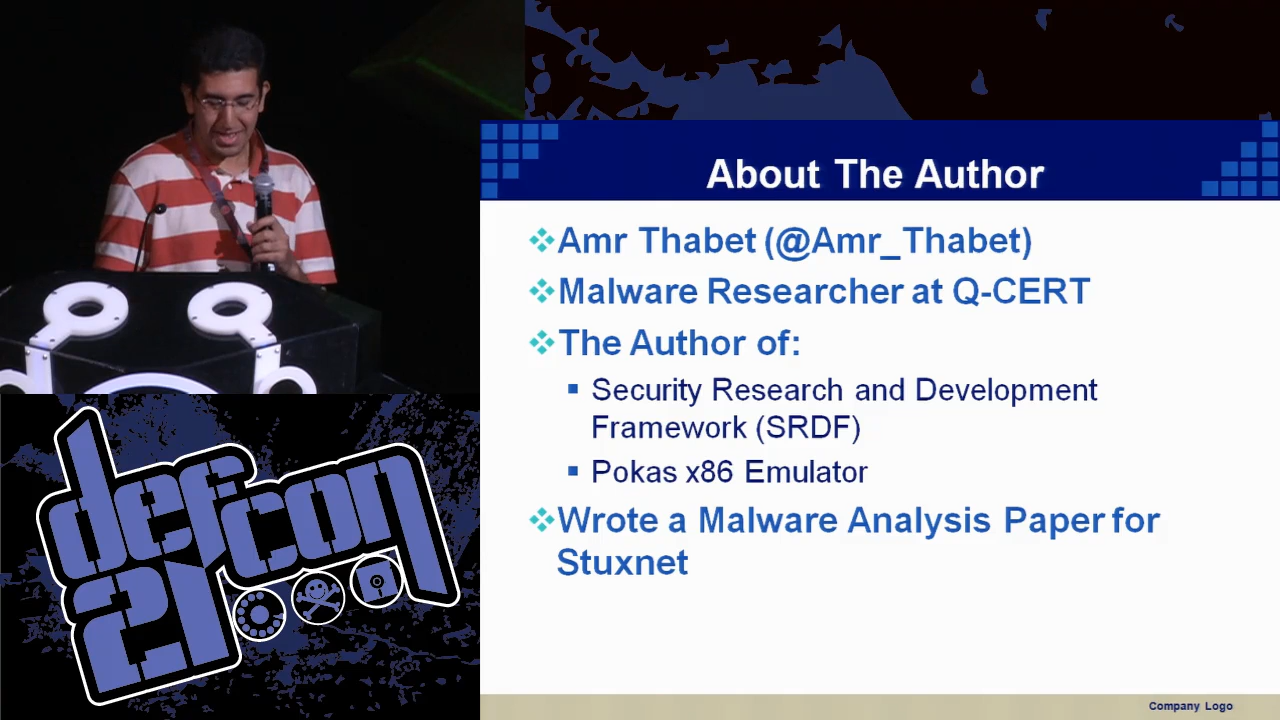 About The Author
Amr Thabet (@Amr_Thabet)
Malware Researcher at Q-CERT
The Author of:
Security Research and Development
Framework (SRDF)
Pokas x86 Emulator
Wrote a Malware Analysis Paper for
Stuxnet
Company Logo
defcon
21